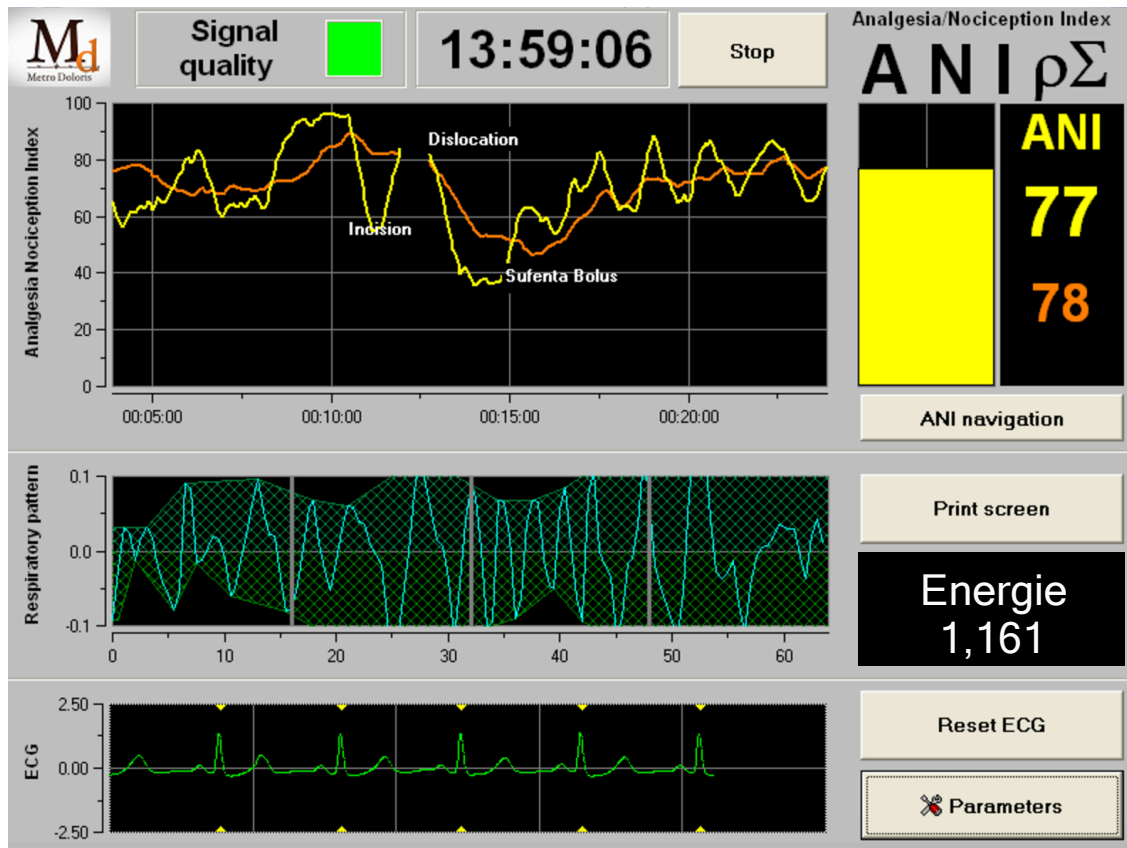 Md
Metro Doloris
Signal
quality
13:59:06
Stop
Analgesia/Nociception Index
A N I ρΣ
Analgesia Nociception Index
100
80
60
40
20
0
Dislocation
Incision
Sufenta Bolus
00:05:00
00:10:00
00:15:00
00:20:00
ANI
77
78
ANI navigation
Respiratory pattern
0.1
0.0
-0.1
0
10
20
30
40
50
60
Print screen
Energie
1,161
ECG
2.50
0.00
-2.50
Reset ECG
Parameters